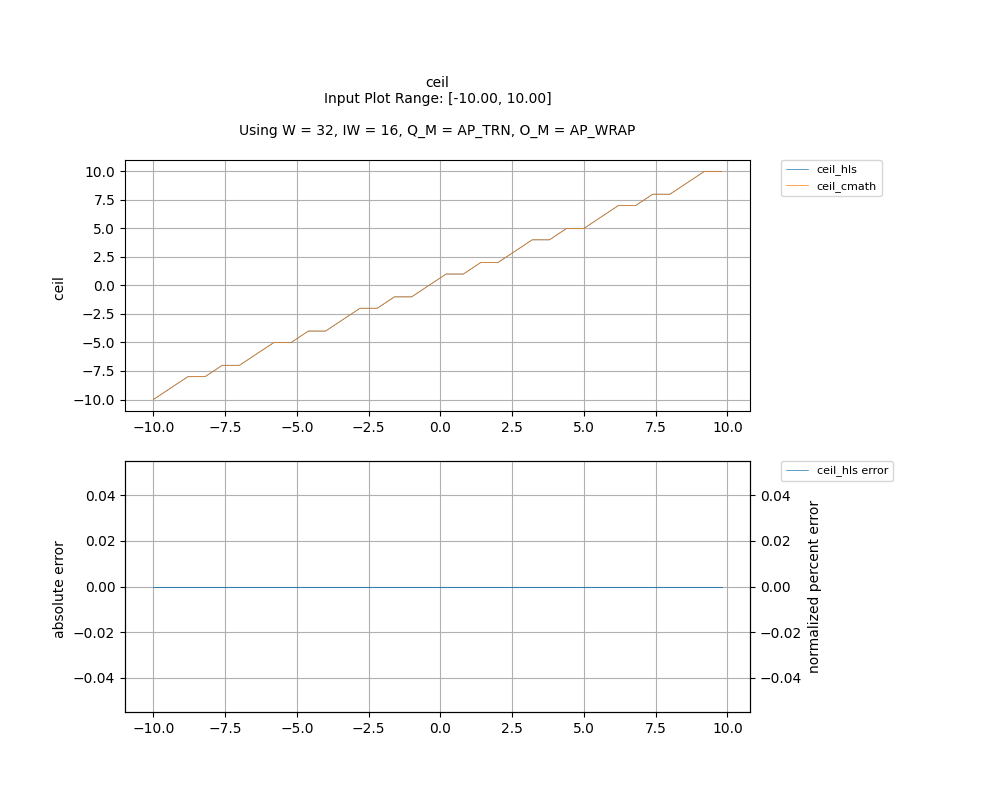 ceil
Input Plot Range: [-10.00, 10.00]
Using W = 32, IW = 16, Q_M = AP_TRN, O_M = AP_WRAP
10.0
7.5
5.0
2.5
0.0
−2.5
−5.0
−7.5
−10.0
ceil
−10.0 −7.5 −5.0 −2.5 0.0 2.5 5.0 7.5 10.0
ceil_hls
ceil_cmath
0.04
0.02
0.00
−0.02
−0.04
absolute error
−10.0 −7.5 −5.0 −2.5 0.0 2.5 5.0 7.5 10.0
0.04
0.02
0.00
−0.02
−0.04
normalized percent error
ceil_hls error